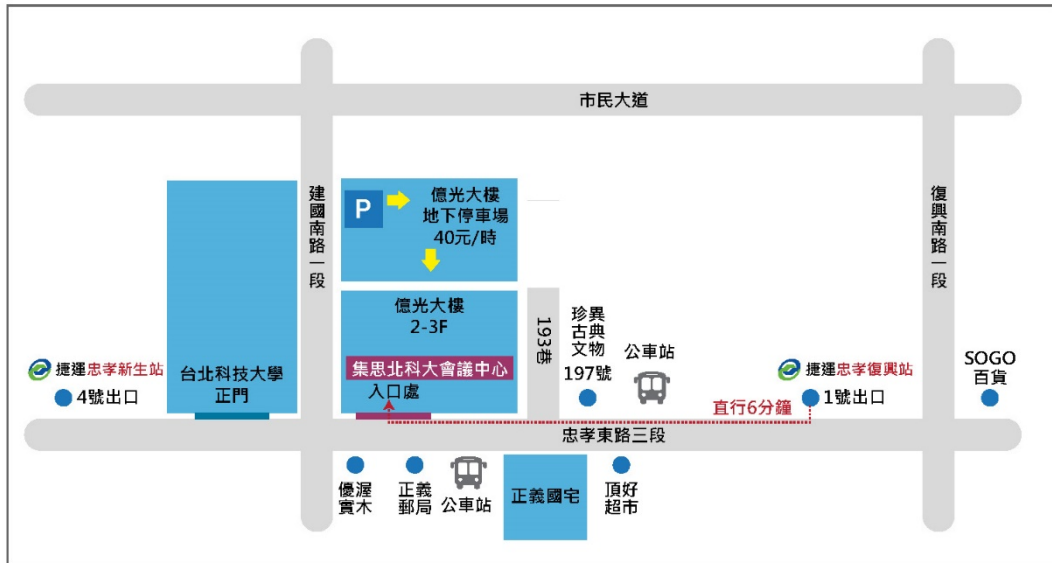 市民大道
建國南路一段
復興南路一段
P
億光大樓
地下停車場
40元/時
億光大樓
2-3F
集思北科大會議中心
入口處
193巷
珍異
古典
文物
197號
公車站
捷運忠孝新生站
4號出口
台北科技大學
正門
捷運忠孝復興站
1號出口
SOGO
百貨
直行6分鐘
忠孝東路三段
優渥
實木
正義
郵局
公車站
正義國宅
頂好
超市